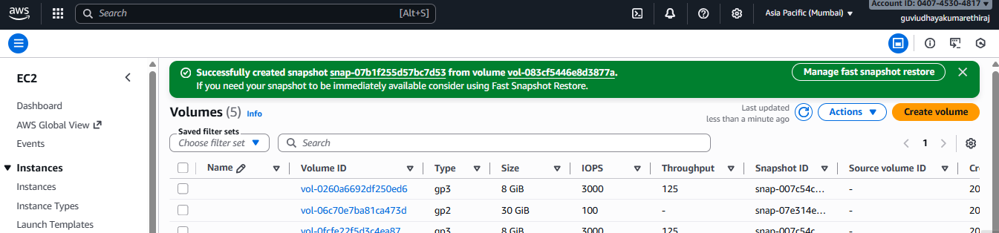 aws
Search [Alt+S]
Asia Pacific (Mumbai)
Account ID: 0407-4530-4817
guviudhayakumarethiraj
EC2
Dashboard
AWS Global View
Events
Instances
Instances
Instance Types
Launch Templates
Successfully created snapshot snap-07b1f255d57bc7d53 from volume vol-083cf5446e8d3877a.
If you need your snapshot to be immediately available consider using Fast Snapshot Restore.
Manage fast snapshot restore
Volumes (5) Info
Last updated
less than a minute ago
Actions
Create volume
Saved filter sets
Choose filter set
Search
1
Name Volume ID Type Size IOPS Throughput Snapshot ID Source volume ID Cr
vol-0260a6692df250ed6 gp3 8 GiB 3000 125 snap-007c54c... - 20
vol-06c70e7ba81ca473d gp2 30 GiB 100 - snap-07e314e... - 20
vol-0fcfe22f5d3c4ea87 gp3 8 GiB 3000 125 snap-007c54c... - 20